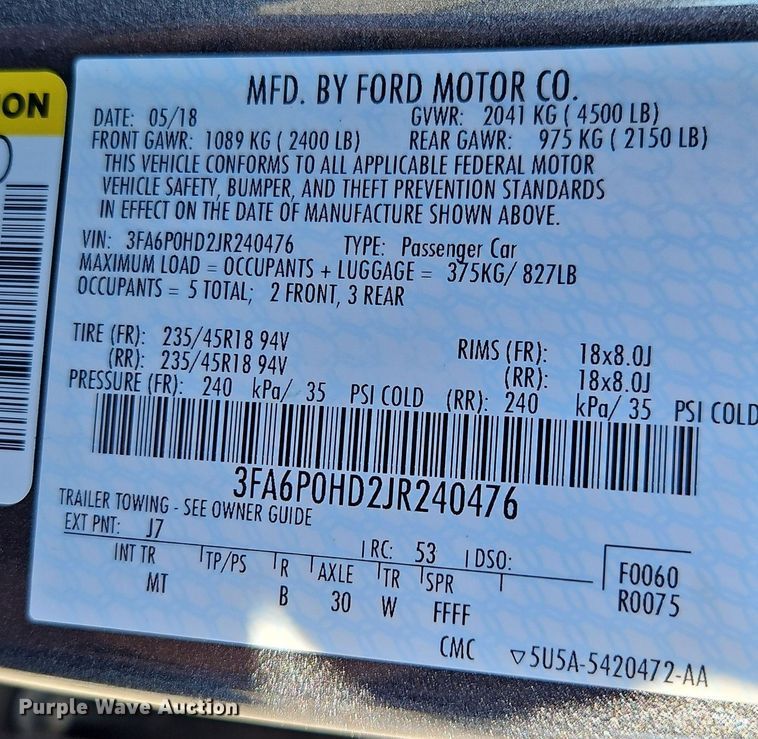 ON
MFD. BY FORD MOTOR CO.
DATE: 05/18 GVWR: 2041 KG ( 4500 LB)
FRONT GAWR: 1089 KG ( 2400 LB) REAR GAWR: 975 KG ( 2150 LB)
THIS VEHICLE CONFORMS TO ALL APPLICABLE FEDERAL MOTOR
VEHICLE SAFETY, BUMPER, AND THEFT PREVENTION STANDARDS
IN EFFECT ON THE DATE OF MANUFACTURE SHOWN ABOVE.
VIN: 3FA6P0HD2JR240476 TYPE: Passenger Car
MAXIMUM LOAD = OCCUPANTS + LUGGAGE = 375KG/ 827LB
OCCUPANTS = 5 TOTAL; 2 FRONT, 3 REAR
TIRE (FR): 235/45R18 94V RIMS (FR): 18x8.0J
(RR): 235/45R18 94V (RR): 18x8.0J
PRESSURE (FR): 240 kPa/ 35 PSI COLD (RR): 240 kPa/ 35 PSI COLD
3FA6P0HD2JR240476
TRAILER TOWING - SEE OWNER GUIDE
EXT PNT: J7 RC: 53 DSO:
INT TR TP/PS R AXLE TR SPR F0060
MT B 30 W FFFF R0075
CMC ▽5U5A-5420472-AA
Purple Wave Auction